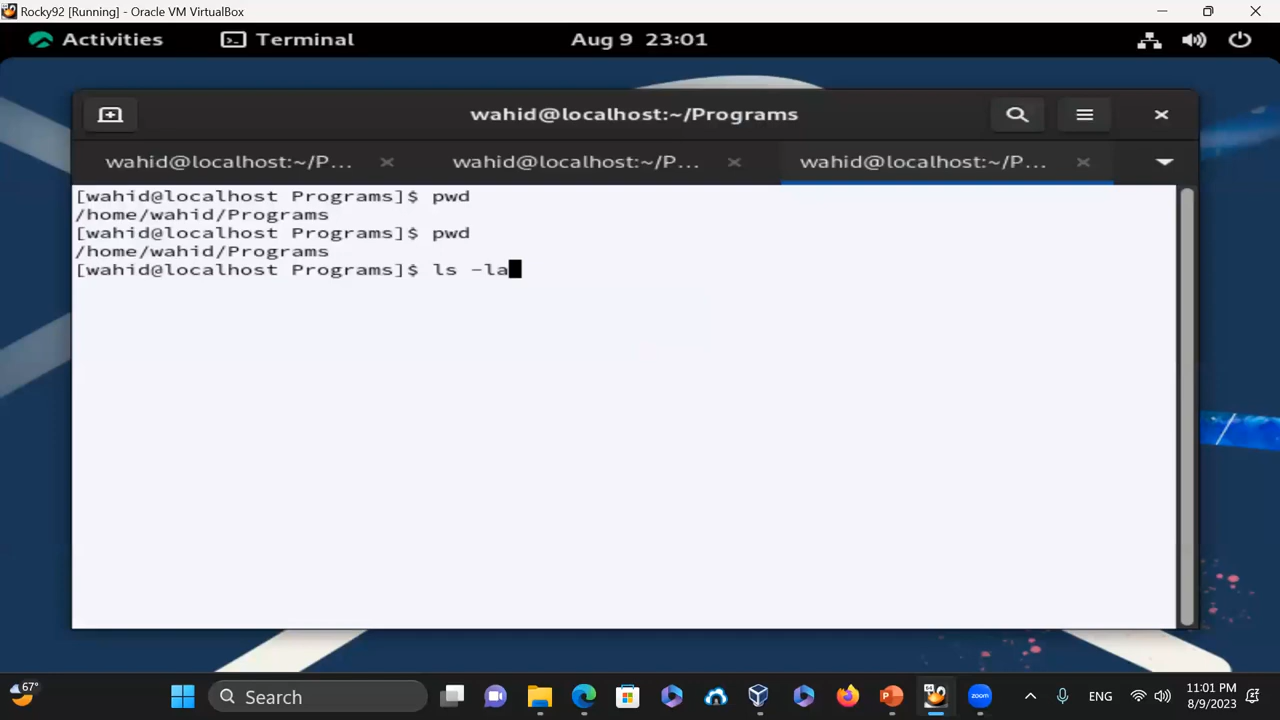 Rocky92 [Running] - Oracle VM VirtualBox
Activities Terminal Aug 9 23:01
wahid@localhost:~/Programs
wahid@localhost:~/P... wahid@localhost:~/P... wahid@localhost:~/P...
[wahid@localhost Programs]$ pwd
/home/wahid/Programs
[wahid@localhost Programs]$ pwd
/home/wahid/Programs
[wahid@localhost Programs]$ ls -la
67°
Search
ENG
11:01 PM
8/9/2023